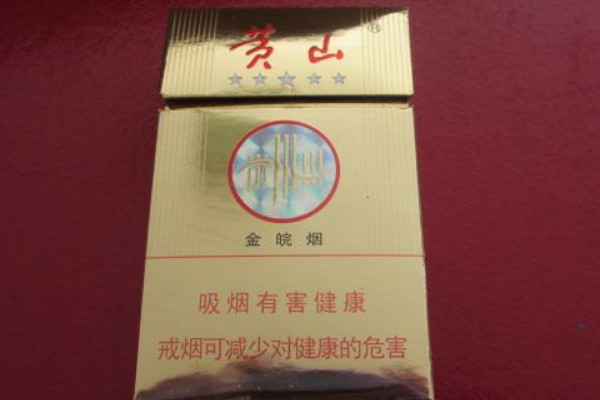 黄山®
金皖烟
吸烟有害健康
戒烟可减少对健康的危害